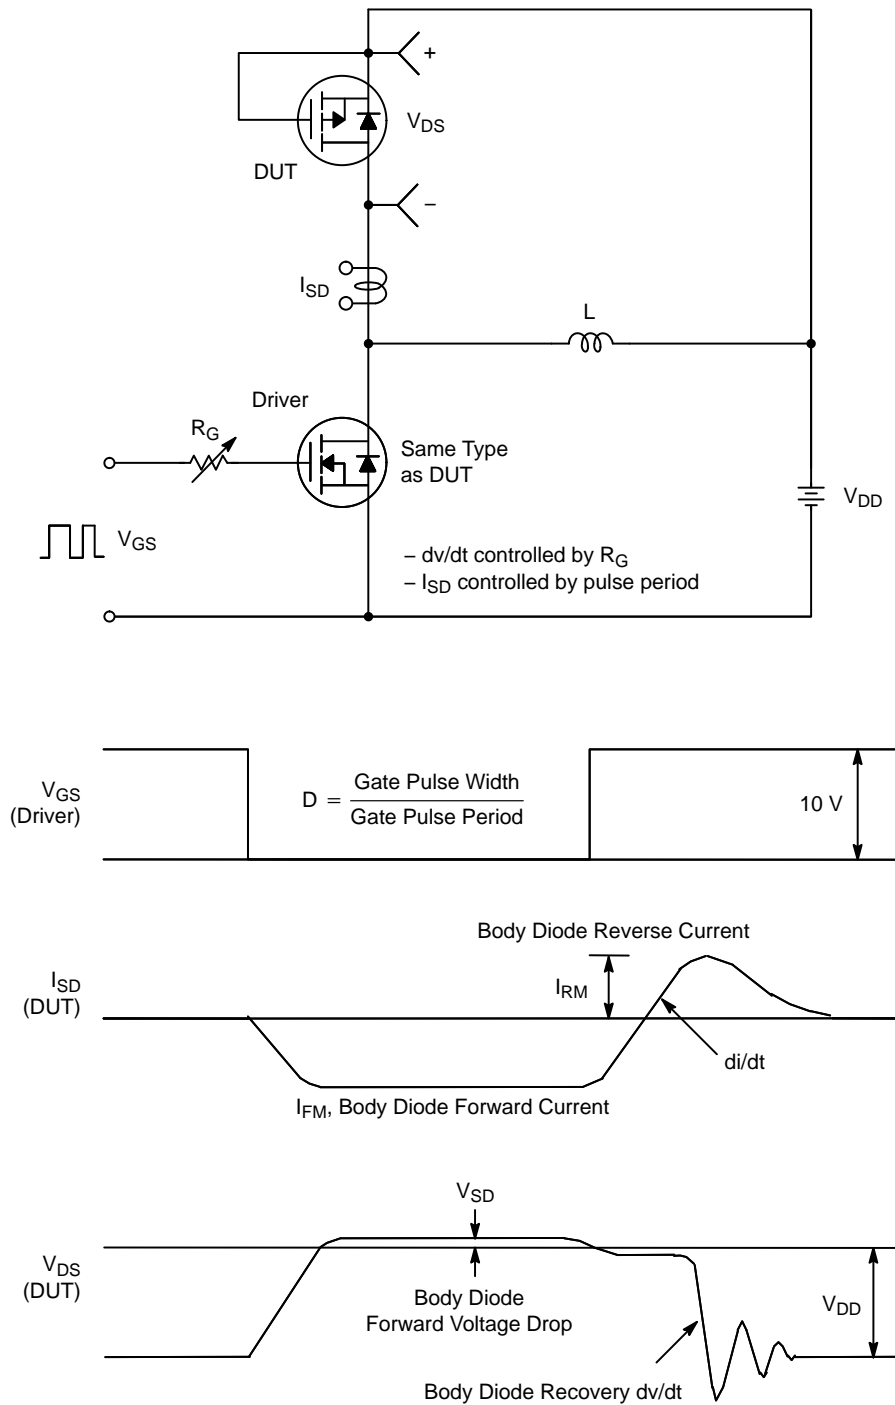 +
V_DS
DUT
–
I_SD
L
Driver
R_G
Same Type
as DUT
V_DD
V_GS
– dv/dt controlled by R_G
– I_SD controlled by pulse period
V_GS
(Driver)
D = Gate Pulse Width
Gate Pulse Period
10 V
Body Diode Reverse Current
I_SD
(DUT)
I_RM
di/dt
I_FM, Body Diode Forward Current
V_SD
V_DS
(DUT)
Body Diode
Forward Voltage Drop
V_DD
Body Diode Recovery dv/dt